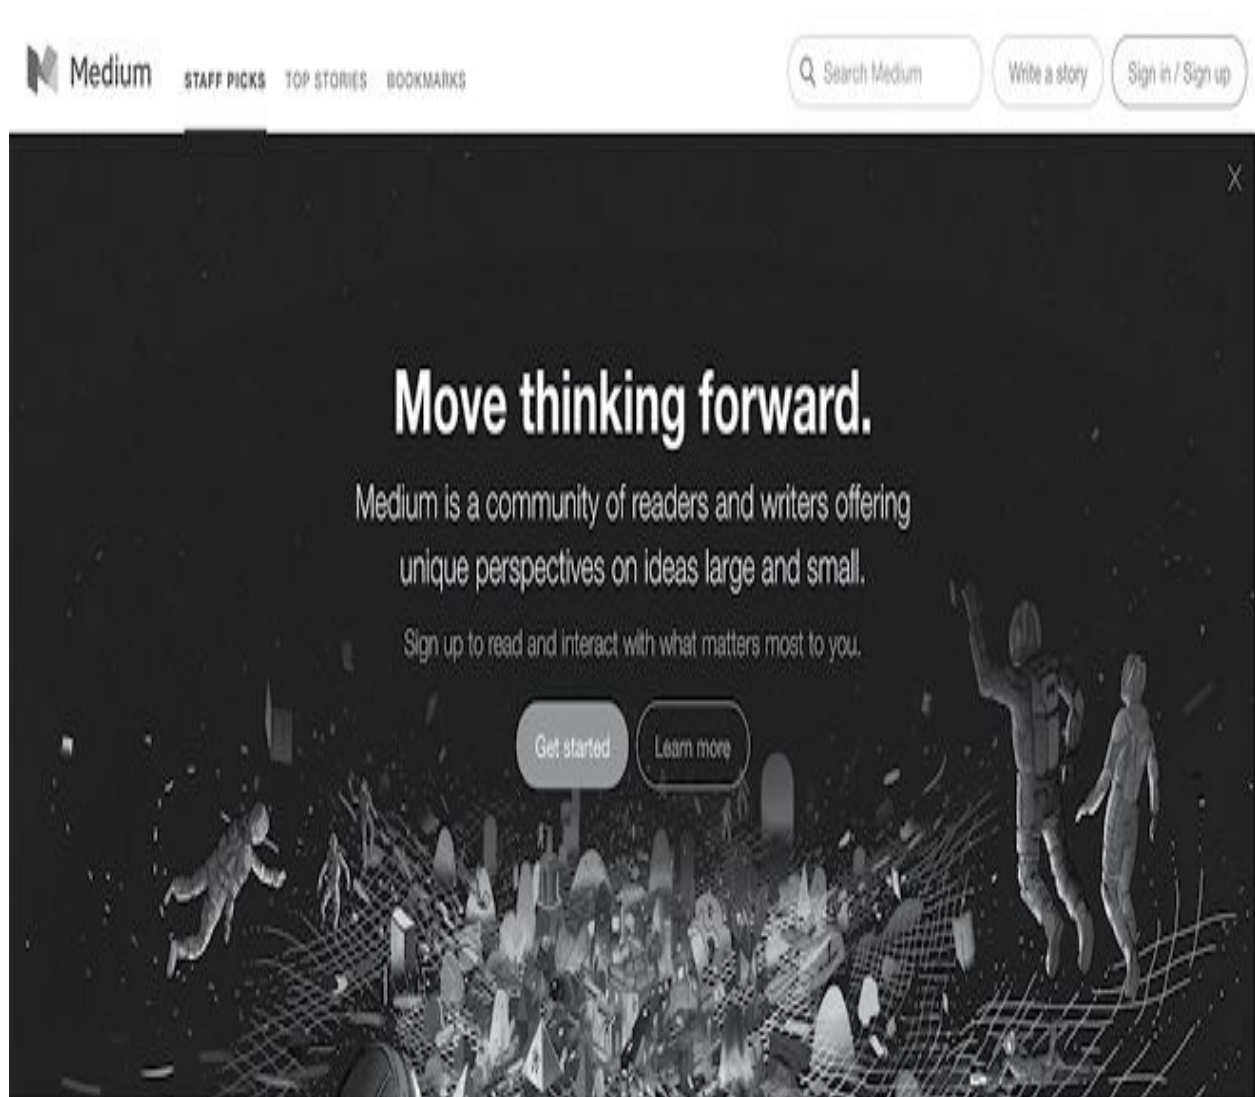 Medium
STAFF PICKS TOP STORIES BOOKMARKS
Search Medium
Write a story
Sign in / Sign up
Move thinking forward.
Medium is a community of readers and writers offering
unique perspectives on ideas large and small.
Sign up to read and interact with what matters most to you.
Get started
Learn more